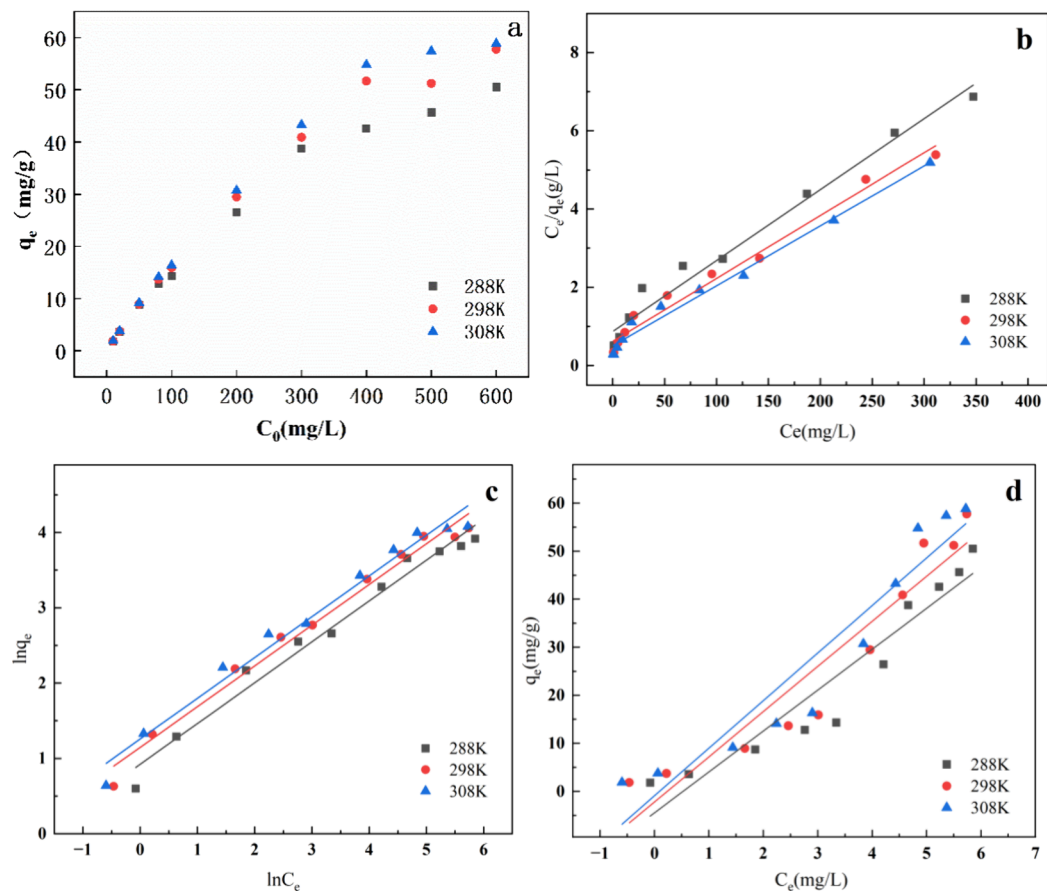 a
60
50
40
30
20
10
0
qe (mg/g)
0 100 200 300 400 500 600
C0(mg/L)
288K
298K
308K
b
8
6
4
2
0
Ce/qe(g/L)
0 50 100 150 200 250 300 350 400
Ce(mg/L)
288K
298K
308K
c
4
3
2
1
0
lnqe
−1 0 1 2 3 4 5 6
lnCe
288K
298K
308K
d
60
50
40
30
20
10
0
−10
qe(mg/g)
−1 0 1 2 3 4 5 6 7
Ce(mg/L)
288K
298K
308K